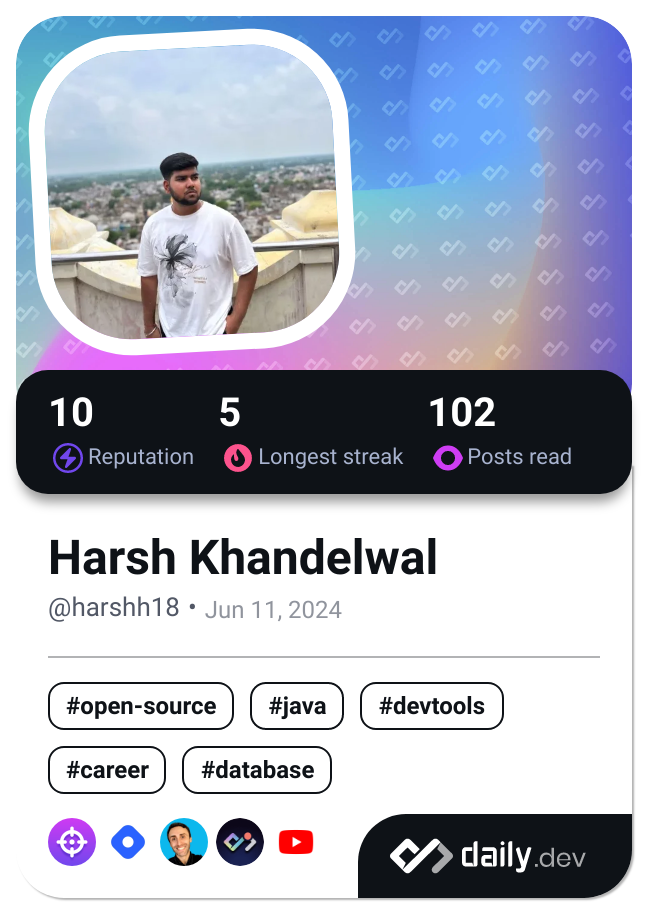 10 5 102
Reputation Longest streak Posts read
Harsh Khandelwal
@harshh18 • Jun 11, 2024
#open-source #java #devtools
#career #database
daily.dev